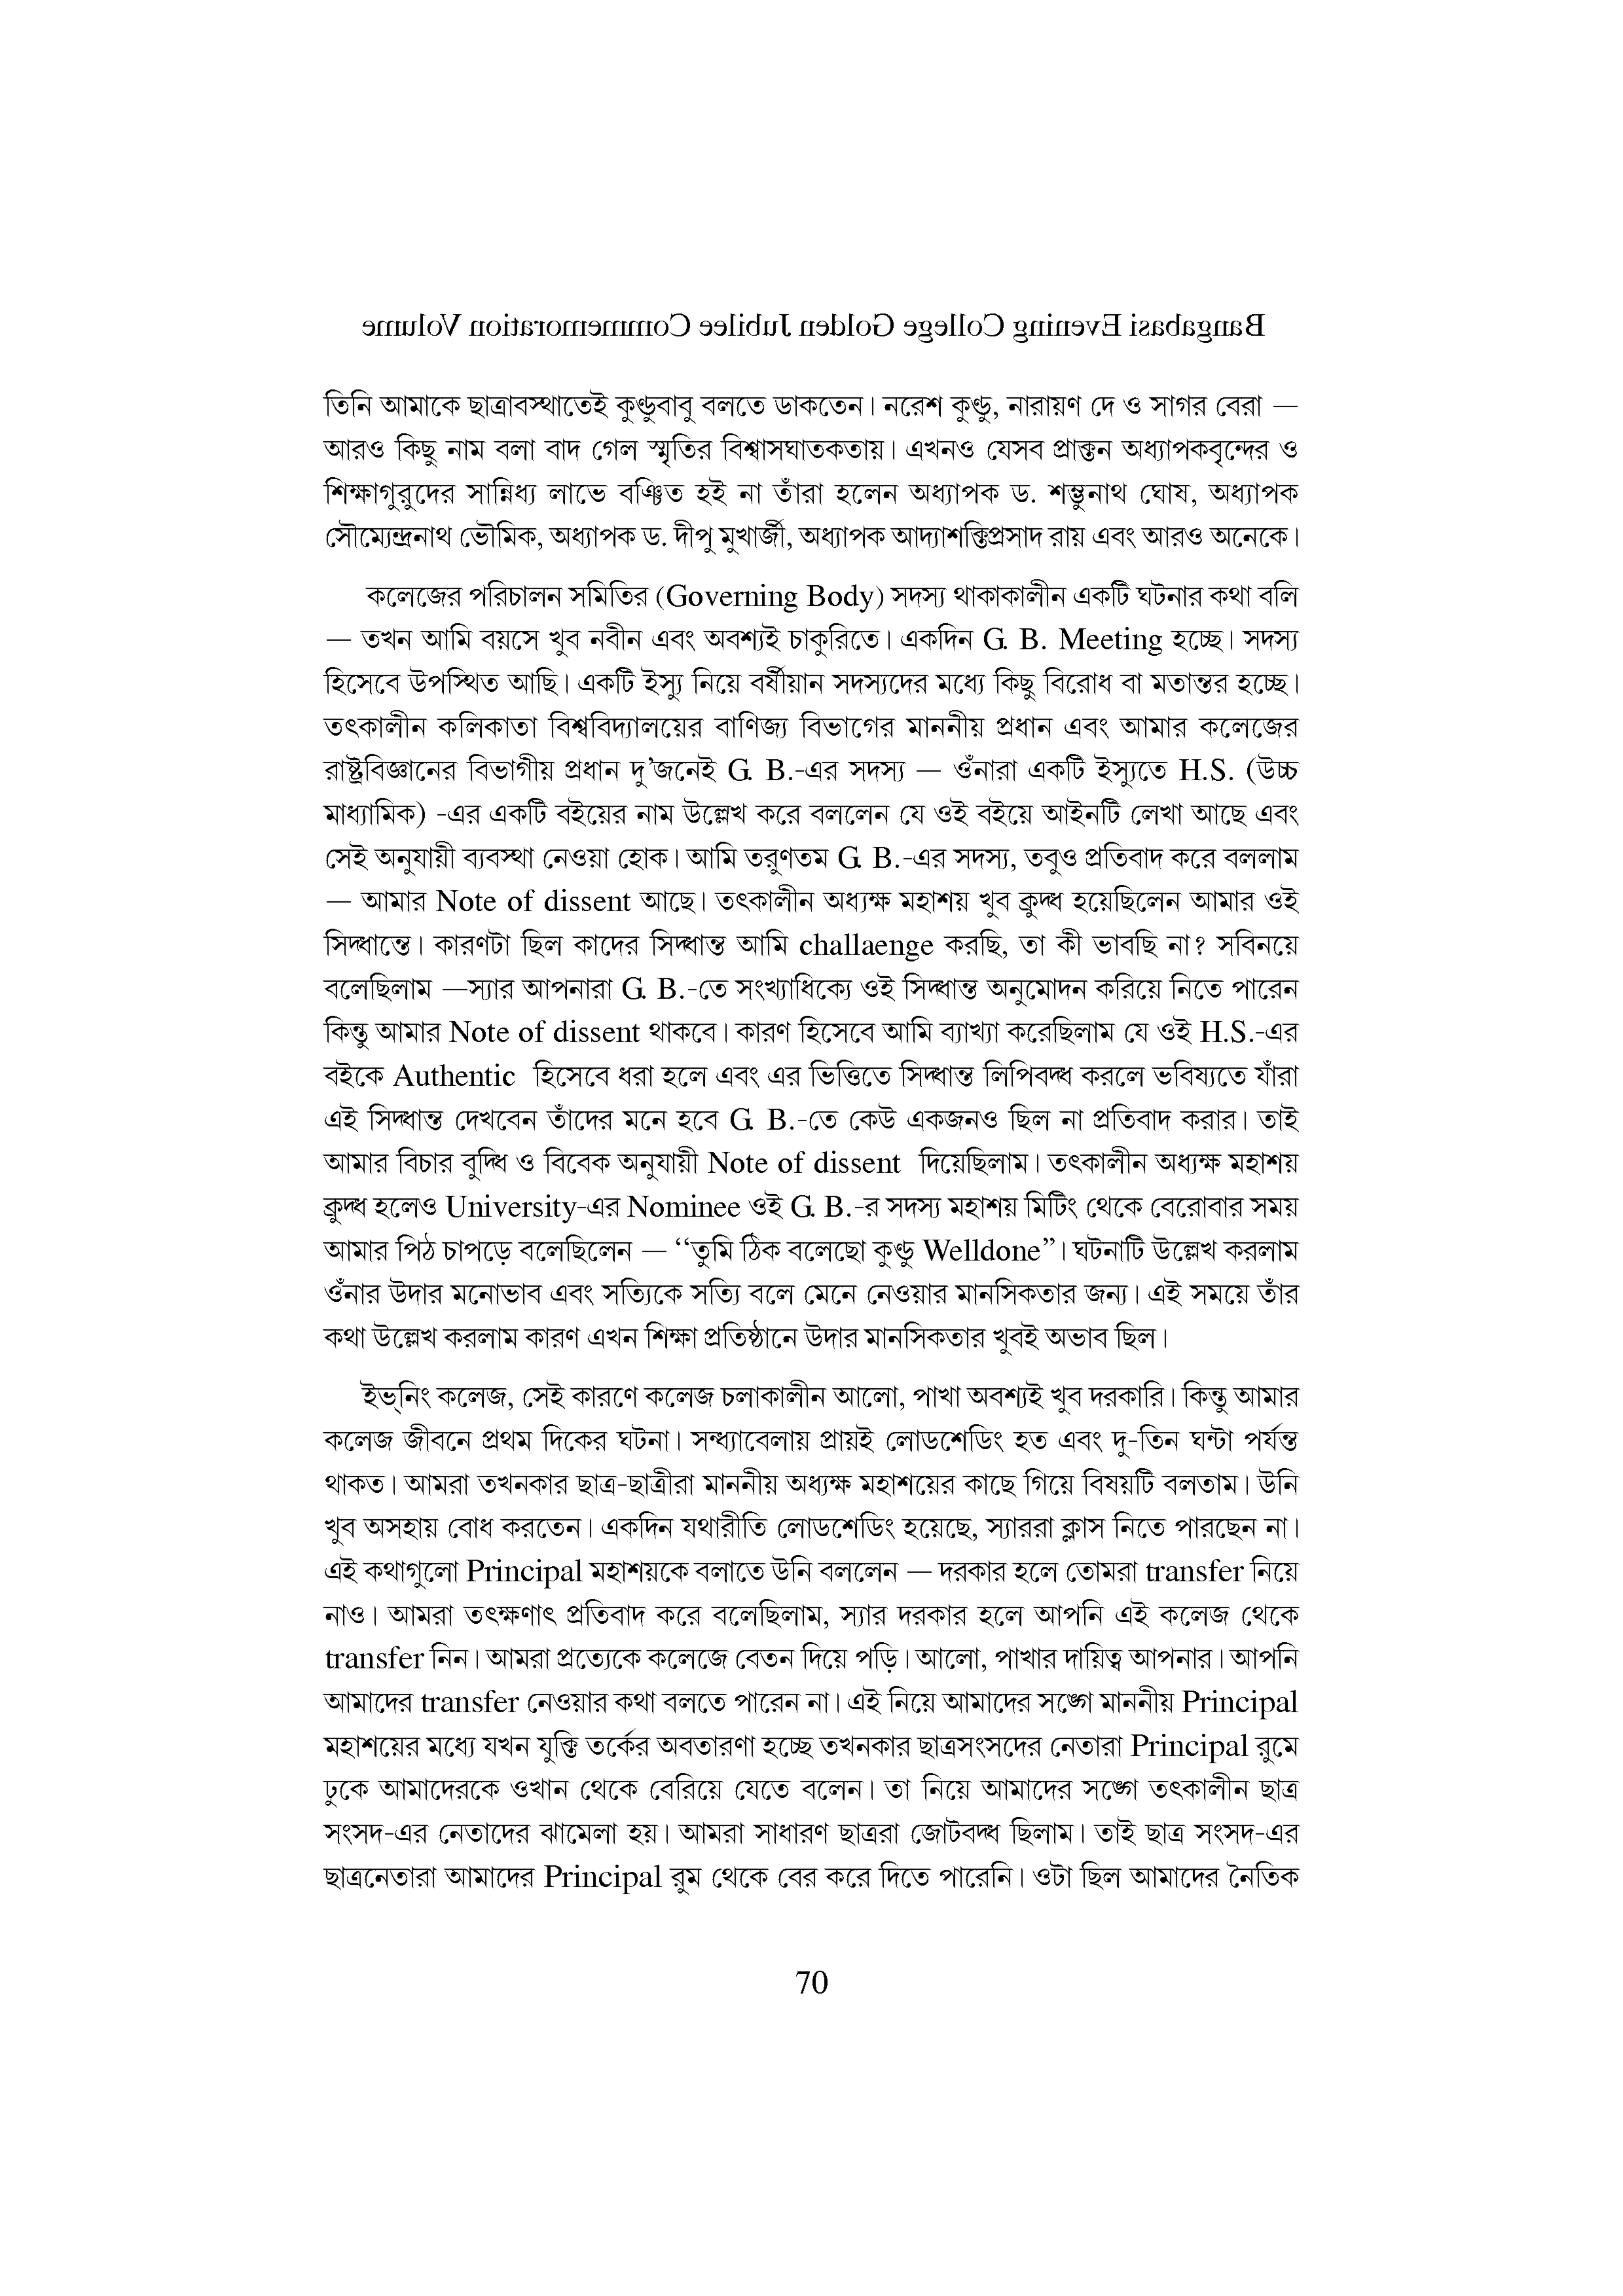 Bangabasi Evening College Golden Jubilee Commemoration Volume
তিনি আমাকে ছাত্রাবস্থাতেই কুণ্ডুবাবু বলতে ডাকতেন। নরেশ কুণ্ডু, নারায়ণ দে ও সাগর বেরা —
আরও কিছু নাম বলা বাদ গেল স্মৃতির বিশ্বাসঘাতকতায়। এখনও যেসব প্রাক্তন অধ্যাপকবৃন্দের ও
শিক্ষাগুরুদের সান্নিধ্য লাভে বঞ্চিত হই না তাঁরা হলেন অধ্যাপক ড. শম্ভুনাথ ঘোষ, অধ্যাপক
সৌম্যেন্দ্রনাথ ভৌমিক, অধ্যাপক ড. দীপু মুখার্জী, অধ্যাপক আদ্যাশক্তিপ্রসাদ রায় এবং আরও অনেকে।
কলেজের পরিচালন সমিতির (Governing Body) সদস্য থাকাকালীন একটি ঘটনার কথা বলি
— তখন আমি বয়সে খুব নবীন এবং অবশ্যই চাকুরিতে। একদিন G. B. Meeting হচ্ছে। সদস্য
হিসেবে উপস্থিত আছি। একটি ইস্যু নিয়ে বর্ষীয়ান সদস্যদের মধ্যে কিছু বিরোধ বা মতান্তর হচ্ছে।
তৎকালীন কলিকাতা বিশ্ববিদ্যালয়ের বাণিজ্য বিভাগের মাননীয় প্রধান এবং আমার কলেজের
রাষ্ট্রবিজ্ঞানের বিভাগীয় প্রধান দু’জনেই G. B.-এর সদস্য — ওঁনারা একটি ইস্যুতে H.S. (উচ্চ
মাধ্যামিক) -এর একটি বইয়ের নাম উল্লেখ করে বললেন যে ওই বইয়ে আইনটি লেখা আছে এবং
সেই অনুযায়ী ব্যবস্থা নেওয়া হোক। আমি তরুণতম G. B.-এর সদস্য, তবুও প্রতিবাদ করে বললাম
— আমার Note of dissent আছে। তৎকালীন অধ্যক্ষ মহাশয় খুব ক্রুদ্ধ হয়েছিলেন আমার ওই
সিদ্ধান্তে। কারণটা ছিল কাদের সিদ্ধান্ত আমি challaenge করছি, তা কী ভাবছি না? সবিনয়ে
বলেছিলাম —স্যার আপনারা G. B.-তে সংখ্যাধিক্যে ওই সিদ্ধান্ত অনুমোদন করিয়ে নিতে পারেন
কিন্তু আমার Note of dissent থাকবে। কারণ হিসেবে আমি ব্যাখ্যা করেছিলাম যে ওই H.S.-এর
বইকে Authentic হিসেবে ধরা হলে এবং এর ভিত্তিতে সিদ্ধান্ত লিপিবদ্ধ করলে ভবিষ্যতে যাঁরা
এই সিদ্ধান্ত দেখবেন তাঁদের মনে হবে G. B.-তে কেউ একজনও ছিল না প্রতিবাদ করার। তাই
আমার বিচার বুদ্ধি ও বিবেক অনুযায়ী Note of dissent দিয়েছিলাম। তৎকালীন অধ্যক্ষ মহাশয়
ক্রুদ্ধ হলেও University-এর Nominee ওই G. B.-র সদস্য মহাশয় মিটিং থেকে বেরোবার সময়
আমার পিঠ চাপড়ে বলেছিলেন — ‘‘তুমি ঠিক বলেছো কুণ্ডু Welldone”। ঘটনাটি উল্লেখ করলাম
ওঁনার উদার মনোভাব এবং সত্যিকে সত্যি বলে মেনে নেওয়ার মানসিকতার জন্য। এই সময়ে তাঁর
কথা উল্লেখ করলাম কারণ এখন শিক্ষা প্রতিষ্ঠানে উদার মানসিকতার খুবই অভাব ছিল।
ইভ্‌নিং কলেজ, সেই কারণে কলেজ চলাকালীন আলো, পাখা অবশ্যই খুব দরকারি। কিন্তু আমার
কলেজ জীবনে প্রথম দিকের ঘটনা। সন্ধ্যাবেলায় প্রায়ই লোডশেডিং হত এবং দু-তিন ঘন্টা পর্যন্ত
থাকত। আমরা তখনকার ছাত্র-ছাত্রীরা মাননীয় অধ্যক্ষ মহাশয়ের কাছে গিয়ে বিষয়টি বলতাম। উনি
খুব অসহায় বোধ করতেন। একদিন যথারীতি লোডশেডিং হয়েছে, স্যাররা ক্লাস নিতে পারছেন না।
এই কথাগুলো Principal মহাশয়কে বলাতে উনি বললেন — দরকার হলে তোমরা transfer নিয়ে
নাও। আমরা তৎক্ষণাৎ প্রতিবাদ করে বলেছিলাম, স্যার দরকার হলে আপনি এই কলেজ থেকে
transfer নিন। আমরা প্রত্যেকে কলেজে বেতন দিয়ে পড়ি। আলো, পাখার দায়িত্ব আপনার। আপনি
আমাদের transfer নেওয়ার কথা বলতে পারেন না। এই নিয়ে আমাদের সঙ্গে মাননীয় Principal
মহাশয়ের মধ্যে যখন যুক্তি তর্কের অবতারণা হচ্ছে তখনকার ছাত্রসংসদের নেতারা Principal রুমে
ঢুকে আমাদেরকে ওখান থেকে বেরিয়ে যেতে বলেন। তা নিয়ে আমাদের সঙ্গে তৎকালীন ছাত্র
সংসদ-এর নেতাদের ঝামেলা হয়। আমরা সাধারণ ছাত্ররা জোটবদ্ধ ছিলাম। তাই ছাত্র সংসদ-এর
ছাত্রনেতারা আমাদের Principal রুম থেকে বের করে দিতে পারেনি। ওটা ছিল আমাদের নৈতিক
70